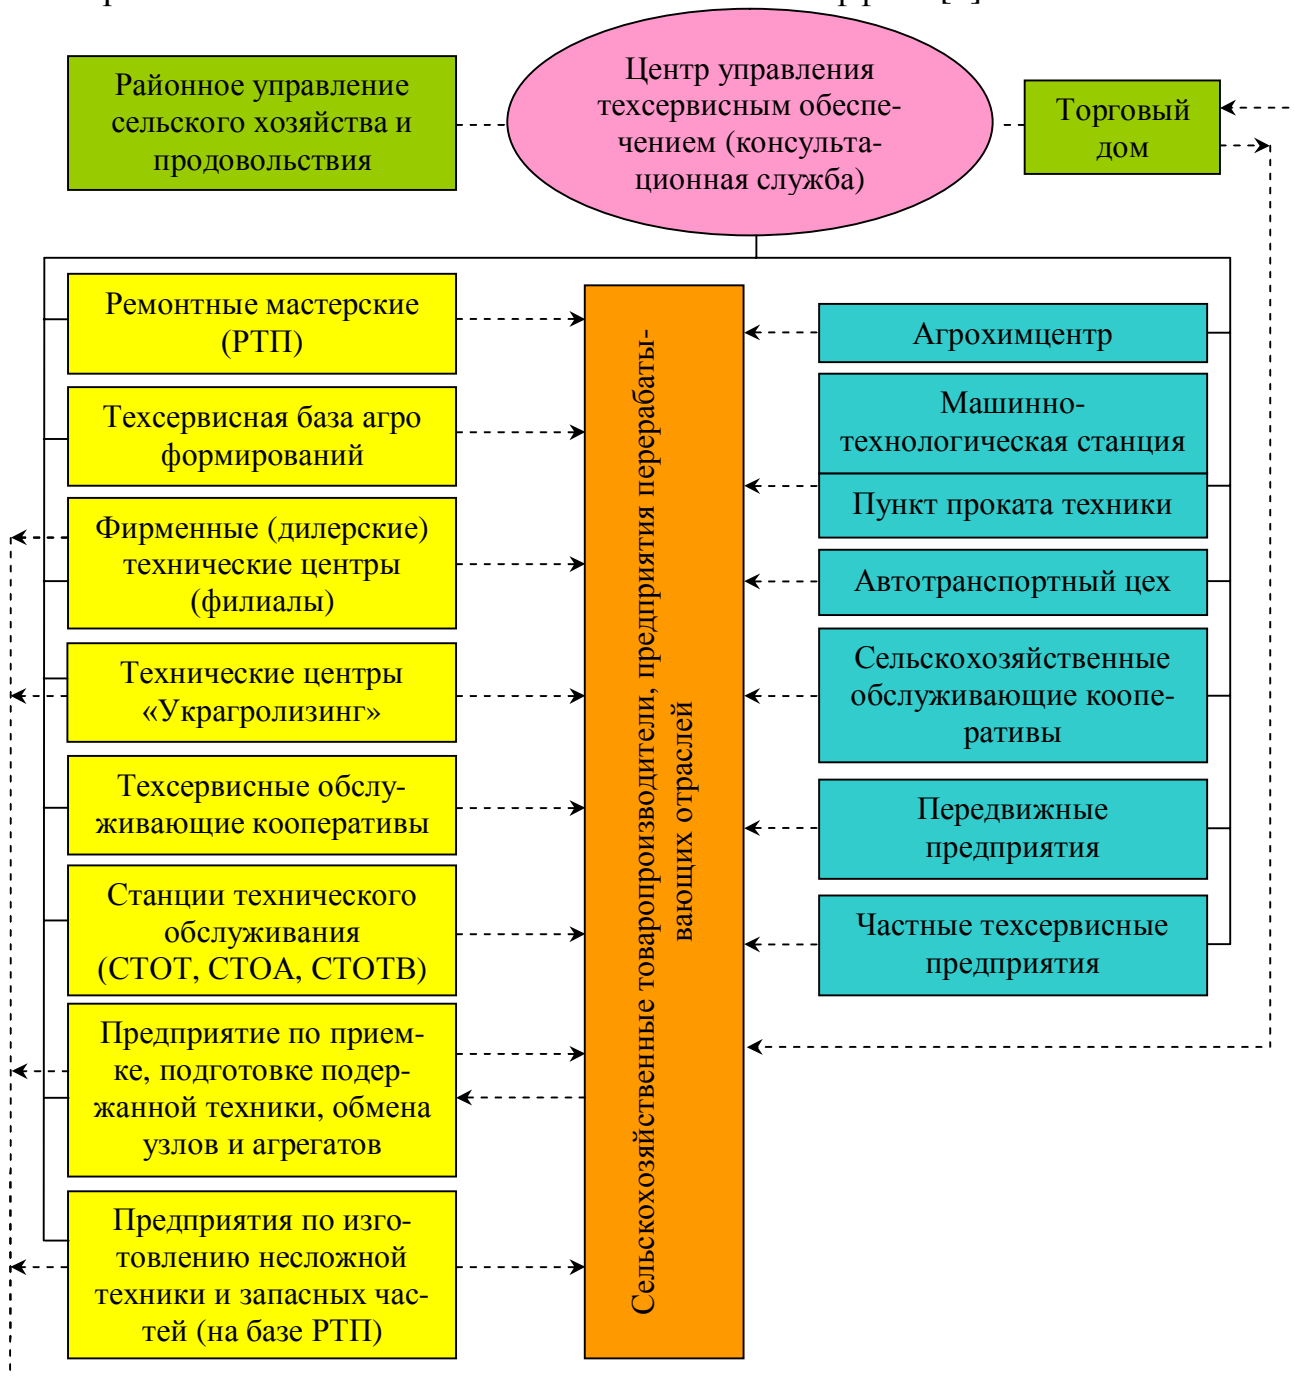 Районное управление
сельского хозяйства и
продовольствия
Центр управления
техсервисным обеспе-
чением (консульта-
ционная служба)
Торговый
дом
Ремонтные мастерские
(РТП)
Техсервисная база агро
формирований
Фирменные (дилерские)
технические центры
(филиалы)
Технические центры
«Украгролизинг»
Техсервисные обслу-
живающие кооперативы
Станции технического
обслуживания
(СТОТ, СТОА, СТОТВ)
Предприятие по прием-
ке, подготовке подер-
жанной техники, обмена
узлов и агрегатов
Предприятия по изго-
товлению несложной
техники и запасных час-
тей (на базе РТП)
Сельскохозяйственные товаропроизводители, предприятия перерабаты-
вающих отраслей
Агрохимцентр
Машинно-
технологическая станция
Пункт проката техники
Автотранспортный цех
Сельскохозяйственные
обслуживающие коопе-
ративы
Передвижные
предприятия
Частные техсервисные
предприятия